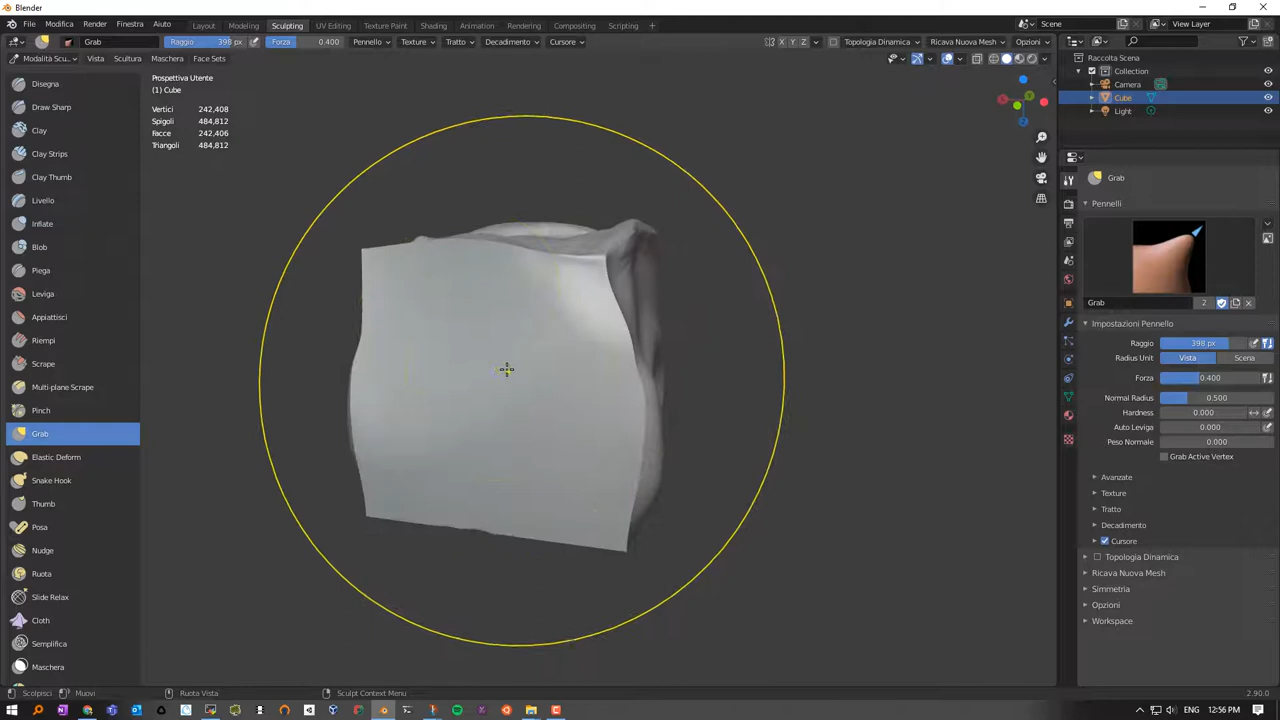 Blender
File Modifica Render Finestra Aiuto Layout Modeling Sculpting UV Editing Texture Paint Shading Animation Rendering Compositing Scripting + Scene View Layer
Grab Raggio 398 px Forza 0.400 Pennello Texture Tratto Decadimento Cursore X Y Z Topologia Dinamica Ricava Nuova Mesh Opzioni
Modalità Scu... Vista Scultura Maschera Face Sets
Raccolta Scena
Collection
Camera
Cube
Light
Prospettiva Utente
(1) Cube
Vertici 242,408
Spigoli 484,812
Facce 242,406
Triangoli 484,812
Disegna
Draw Sharp
Clay
Clay Strips
Clay Thumb
Livello
Inflate
Blob
Piega
Leviga
Appiattisci
Riempi
Scrape
Multi-plane Scrape
Pinch
Grab
Elastic Deform
Snake Hook
Thumb
Posa
Nudge
Ruota
Slide Relax
Cloth
Semplifica
Maschera
Grab
Pennelli
Grab 2
Impostazioni Pennello
Raggio 398 px
Radius Unit Vista Scena
Forza 0.400
Normal Radius 0.500
Hardness 0.000
Auto Leviga 0.000
Peso Normale 0.000
Grab Active Vertex
Avanzate
Texture
Tratto
Decadimento
Cursore
Topologia Dinamica
Ricava Nuova Mesh
Simmetria
Opzioni
Workspace
Scolpisci Muovi Ruota Vista Sculpt Context Menu 2.90.0
12:56 PM